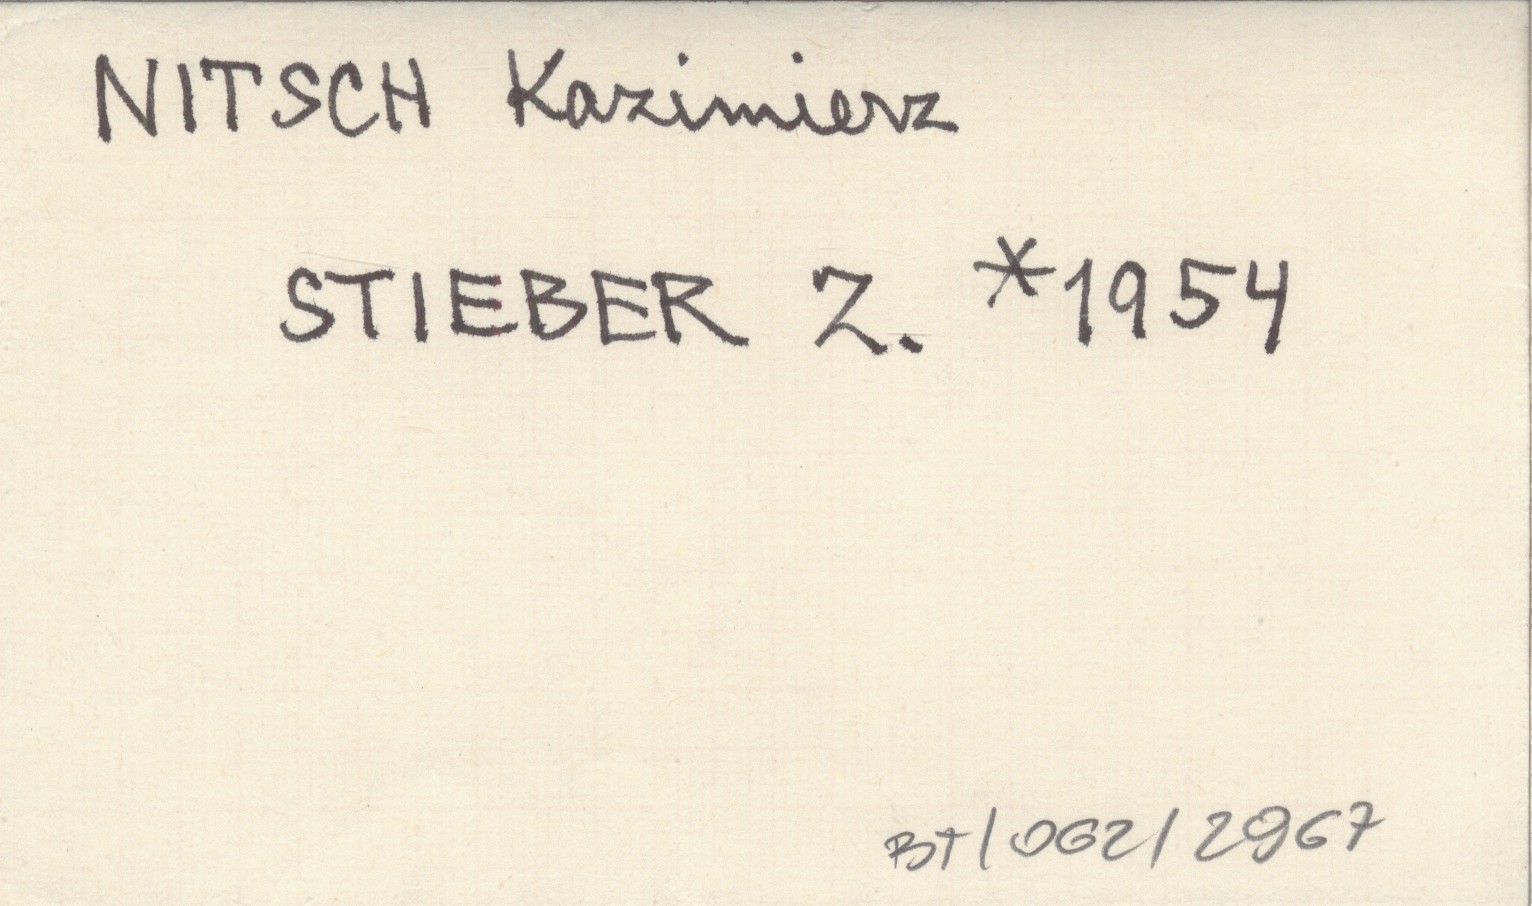 NITSCH Kazimierz
STIEBER Z. *1954
BT/062/2967